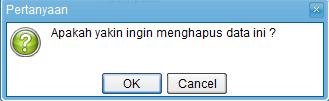 Pertanyaan
Apakah yakin ingin menghapus data ini ?
OK Cancel